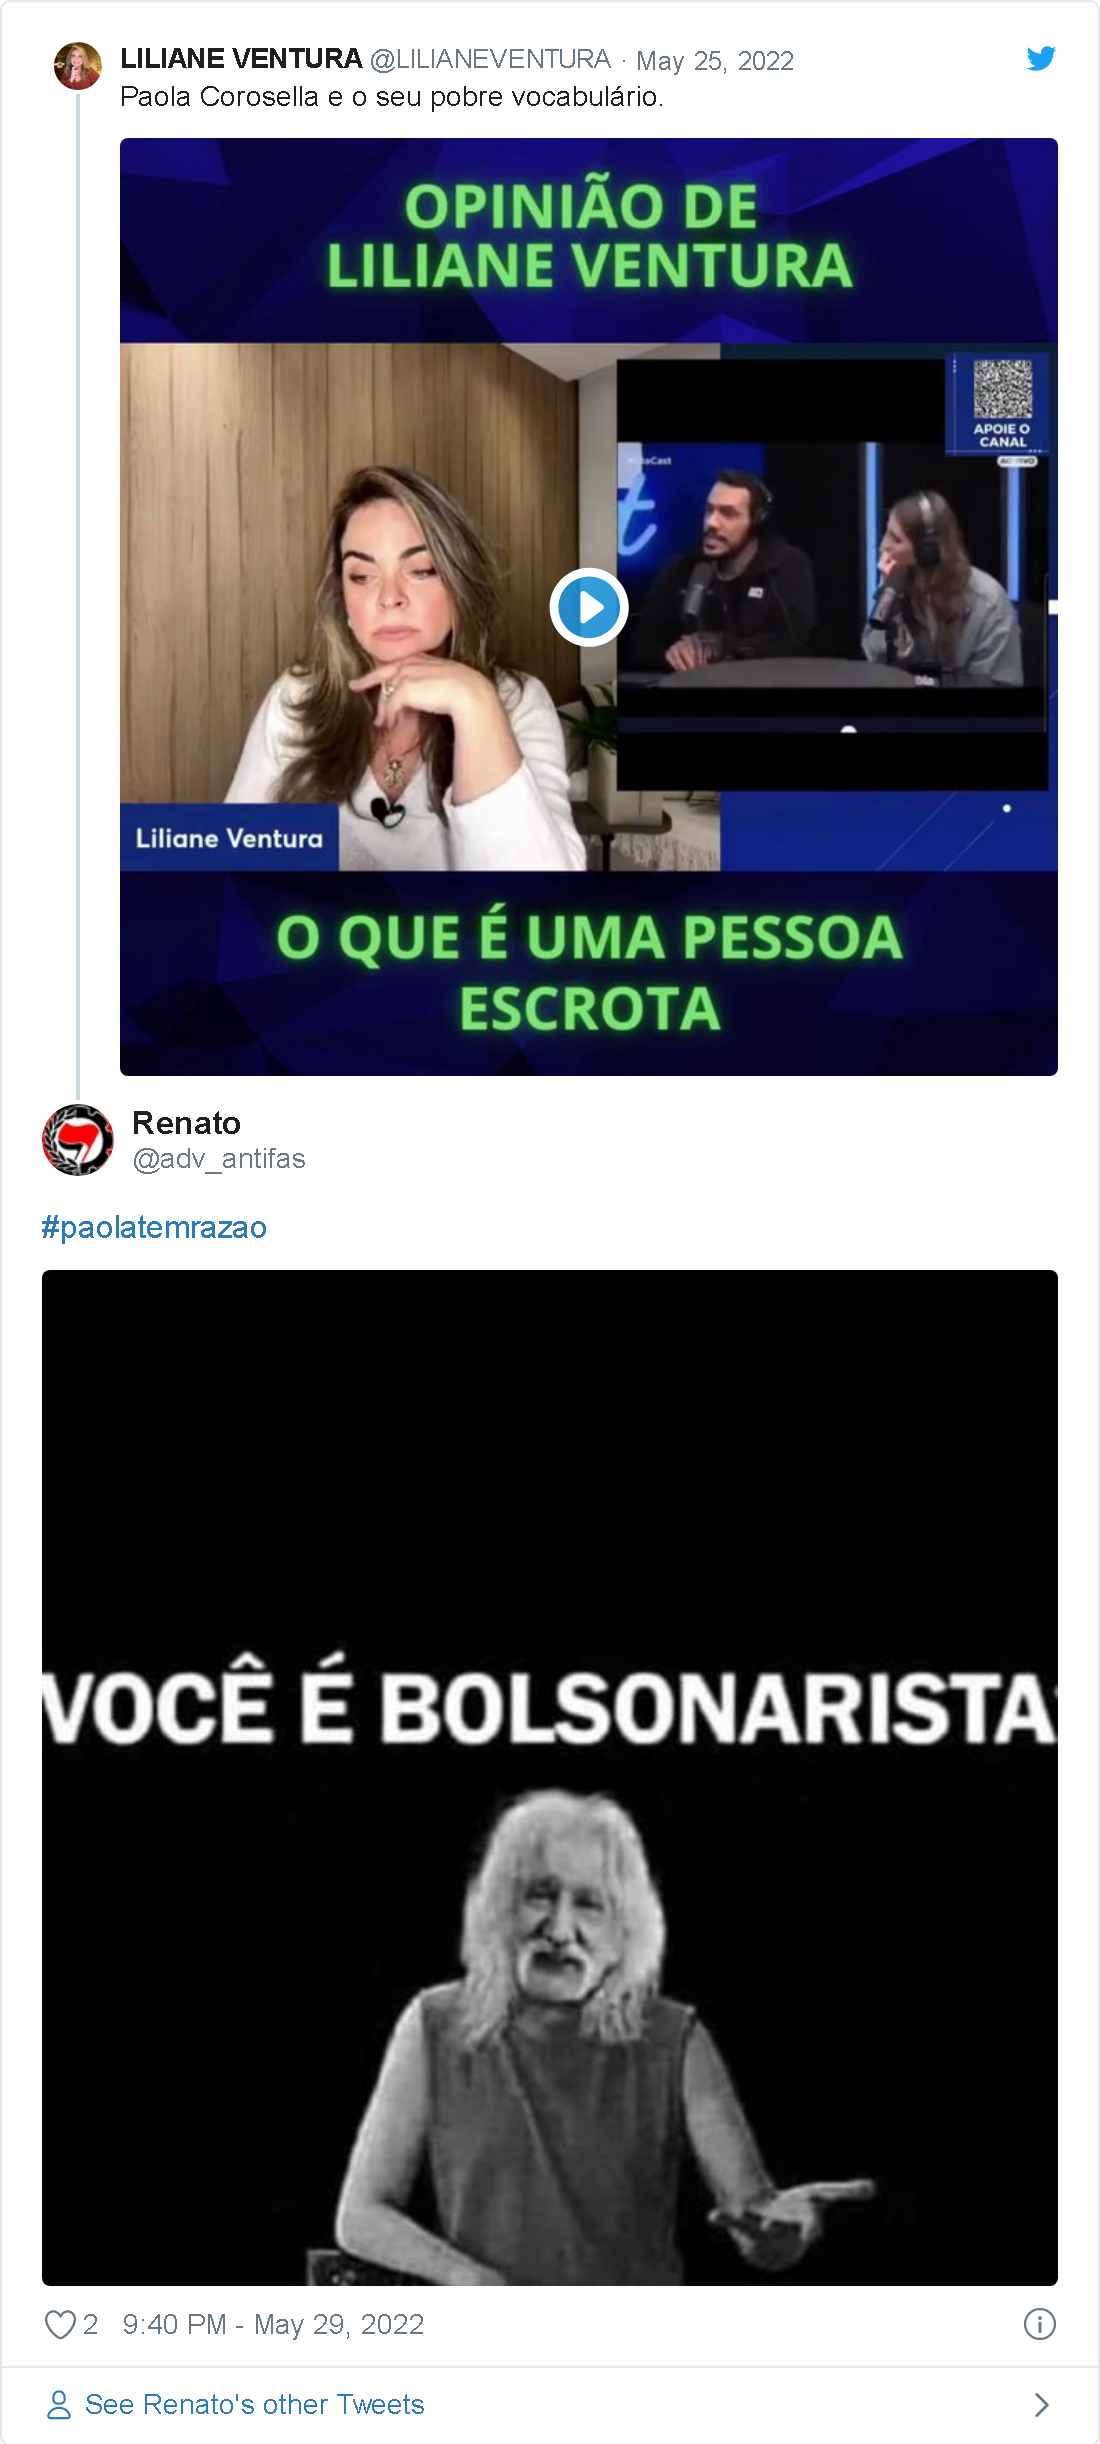 LILIANE VENTURA @LILIANEVENTURA · May 25, 2022
Paola Corosella e o seu pobre vocabulário.
OPINIÃO DE
LILIANE VENTURA
APOIE O
CANAL
AO VIVO
Liliane Ventura
O QUE É UMA PESSOA
ESCROTA
Renato
@adv_antifas
#paolatemrazao
VOCÊ É BOLSONARISTA
2 9:40 PM - May 29, 2022
See Renato's other Tweets